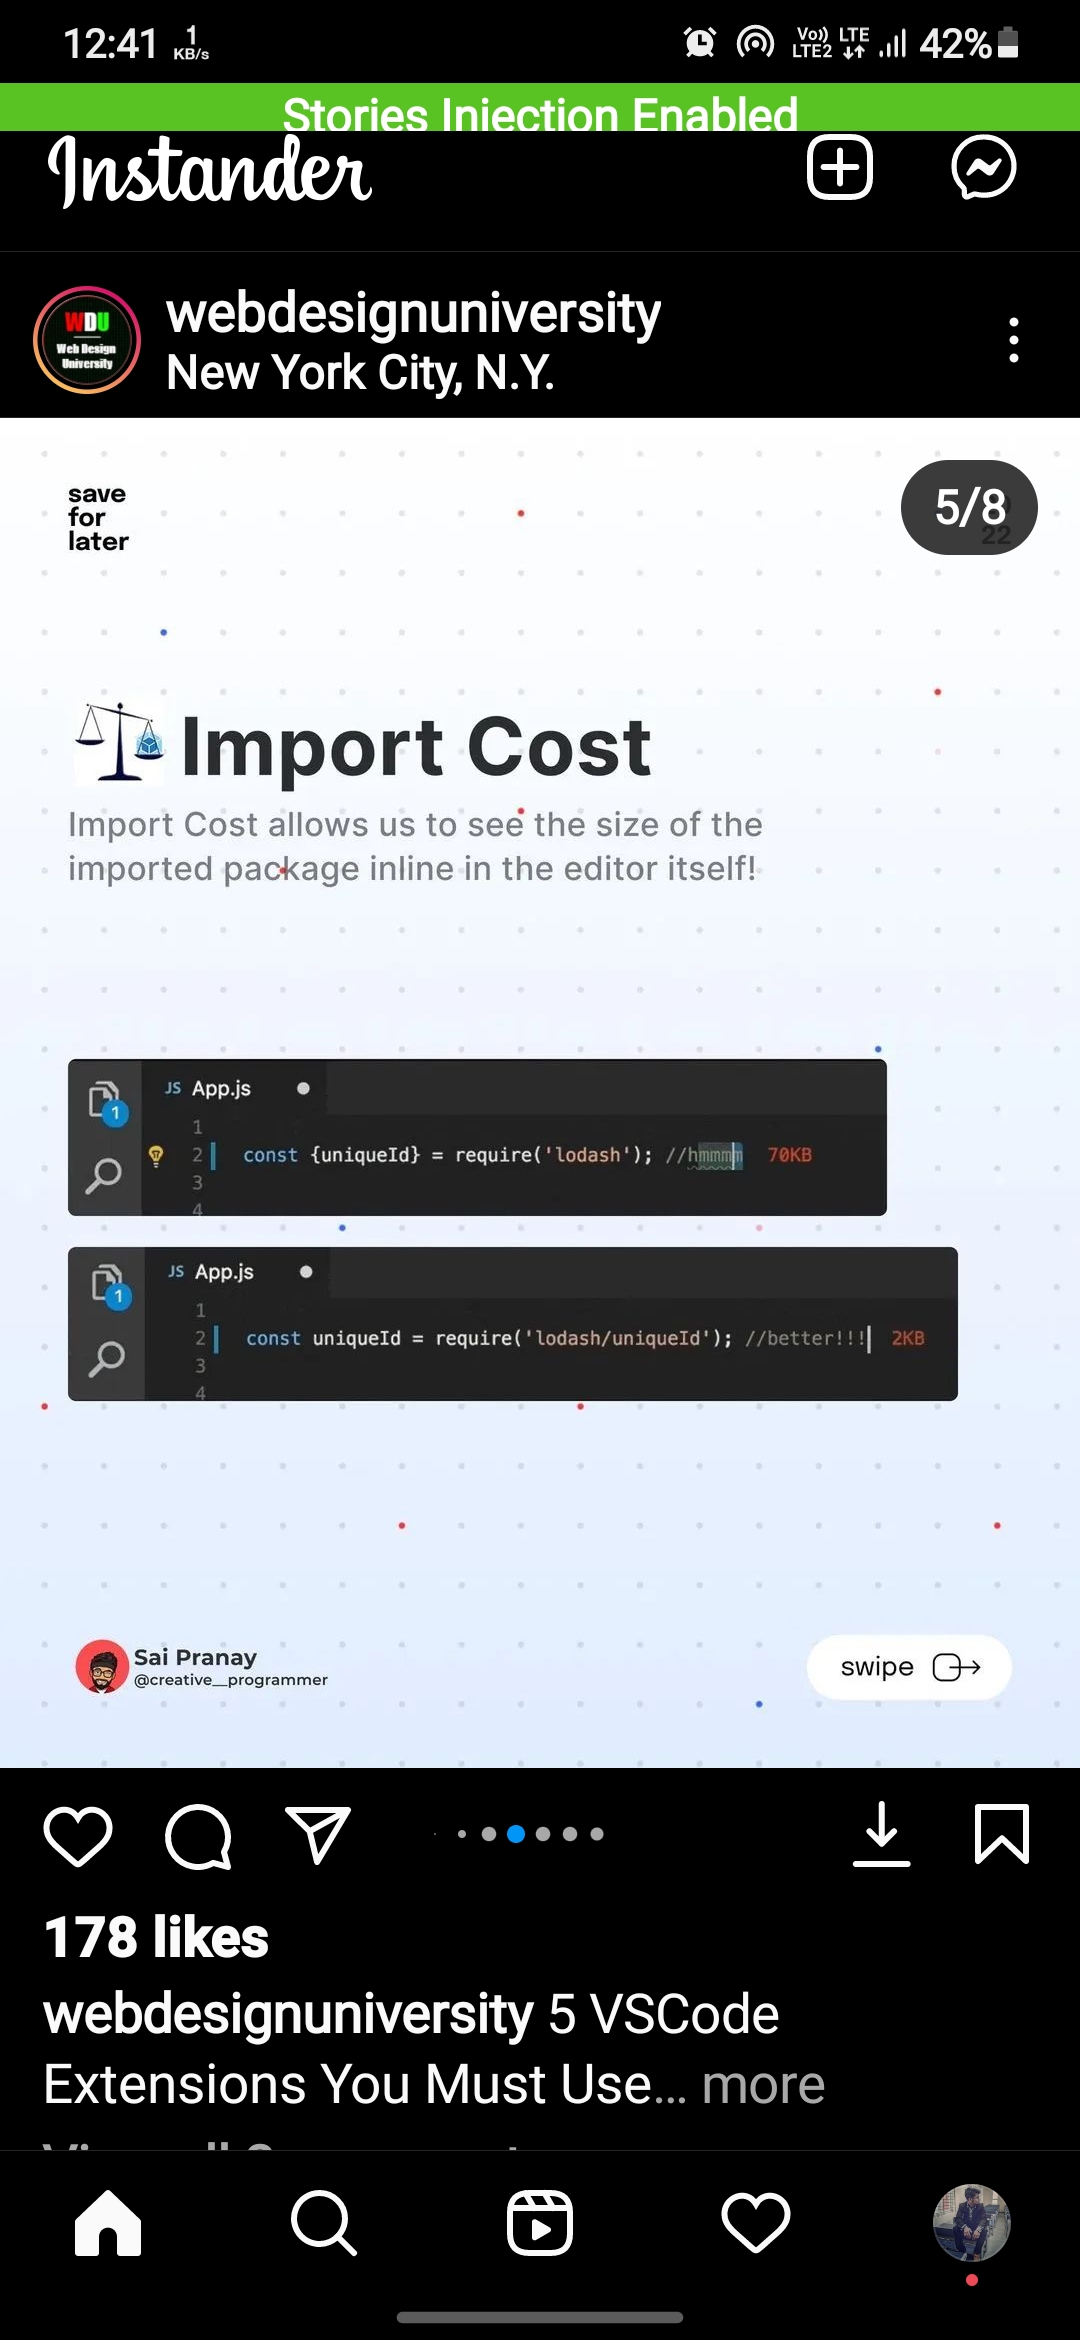 12:41 1 KB/s Vo)) LTE LTE2 42%
Stories Injection Enabled
Instander
WDU
Web Design
University
webdesignuniversity
New York City, N.Y.
save
for
later
5/8
22
Import Cost
Import Cost allows us to see the size of the
imported package inline in the editor itself!
1
JS App.js
1
2 const {uniqueId} = require('lodash'); //hmmmm 70KB
3
4
1
JS App.js
1
2 const uniqueId = require('lodash/uniqueId'); //better!!! 2KB
3
4
Sai Pranay
@creative__programmer
swipe
178 likes
webdesignuniversity 5 VSCode
Extensions You Must Use... more